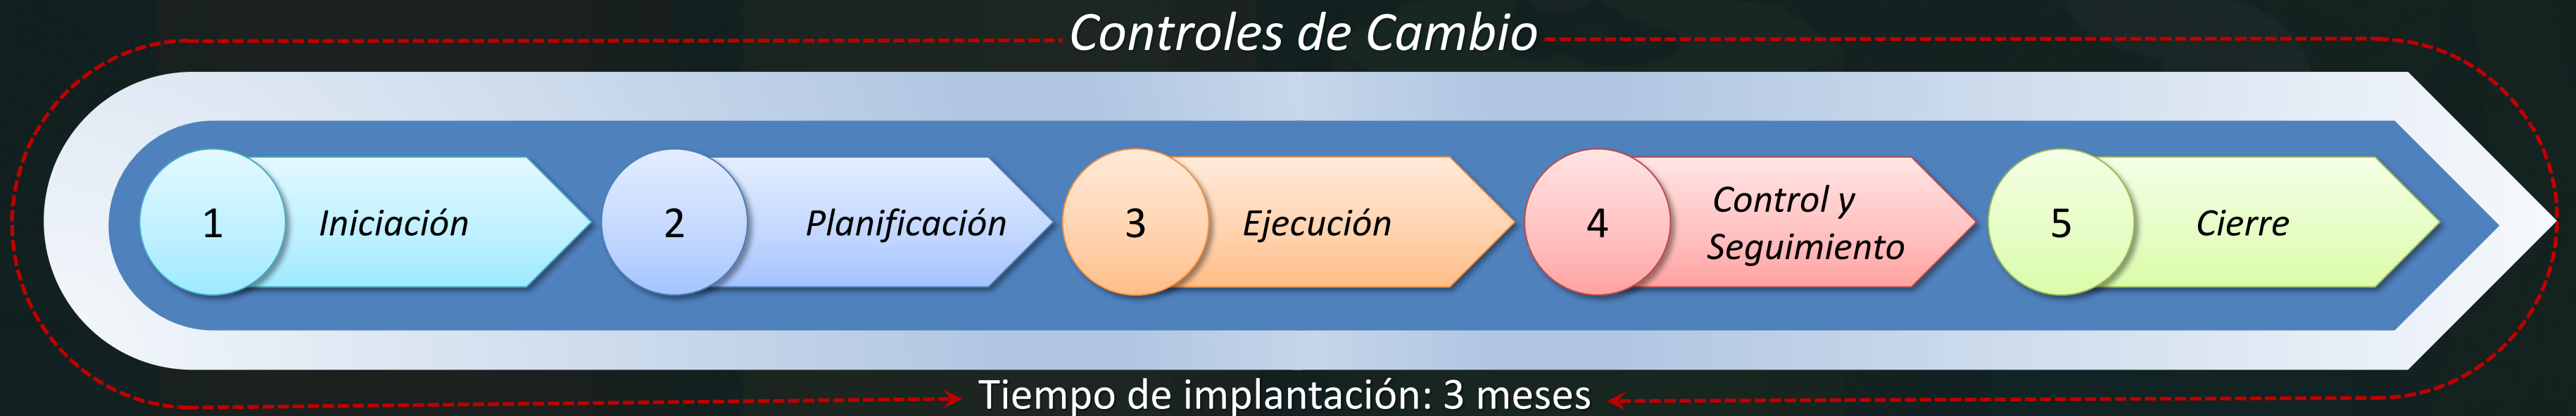 Controles de Cambio
1
Iniciación
2
Planificación
3
Ejecución
4
Control y
Seguimiento
5
Cierre
Tiempo de implantación: 3 meses